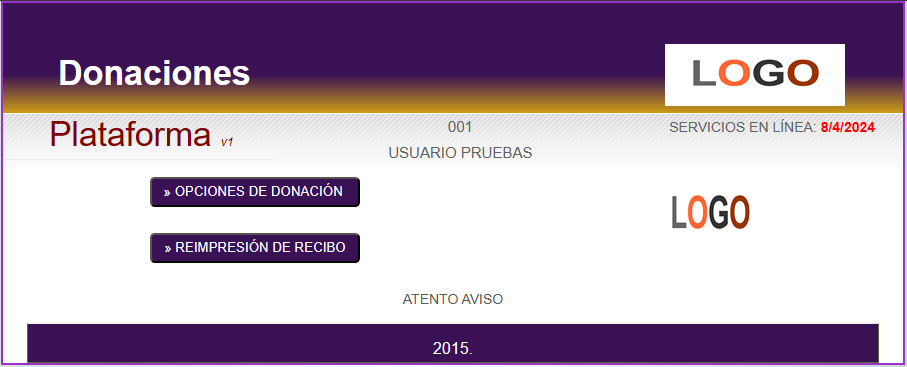 Donaciones
LOGO
Plataforma v1
001
SERVICIOS EN LÍNEA: 8/4/2024
USUARIO PRUEBAS
» OPCIONES DE DONACIÓN
LOGO
» REIMPRESIÓN DE RECIBO
ATENTO AVISO
2015.